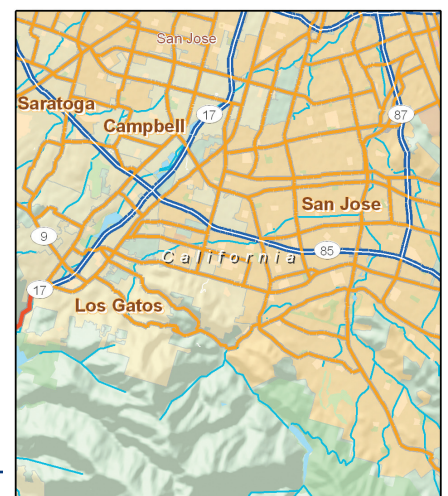 San Jose
Saratoga
Campbell
17
87
San Jose
9
85
California
17
Los Gatos